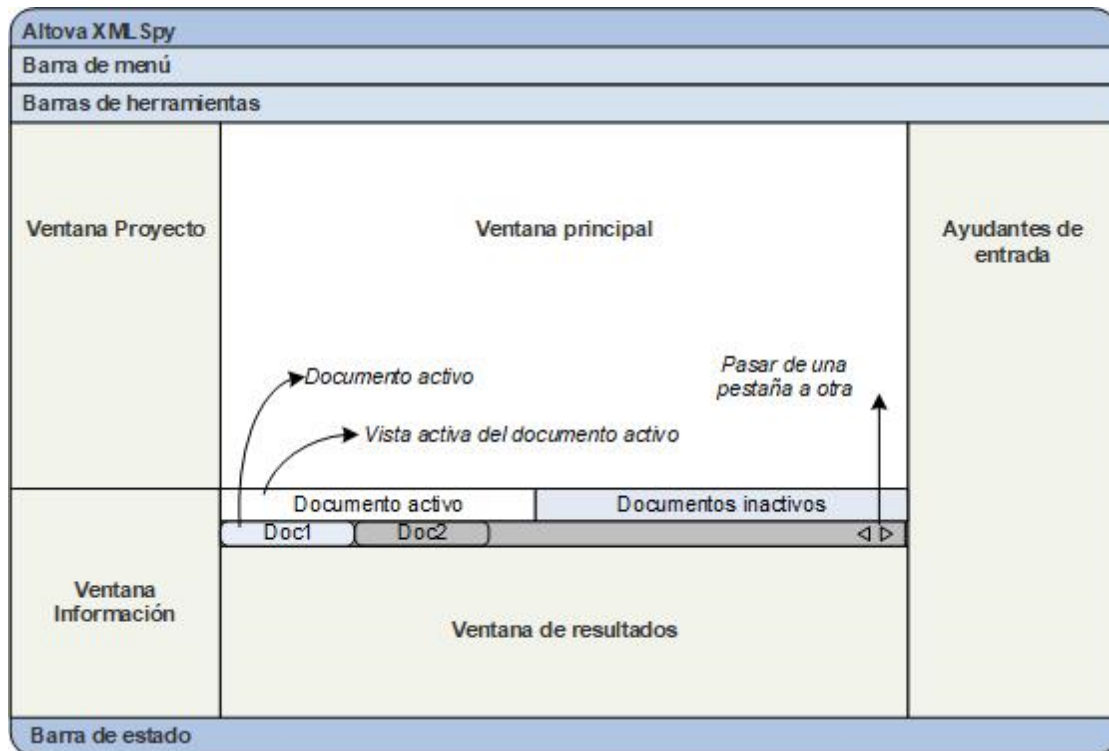 Altova XMLSpy
Barra de menú
Barras de herramientas
Ventana Proyecto
Ventana principal
Ayudantes de
entrada
Documento activo
Pasar de una
pestaña a otra
Vista activa del documento activo
Documento activo
Documentos inactivos
Doc1
Doc2
Ventana
Información
Ventana de resultados
Barra de estado